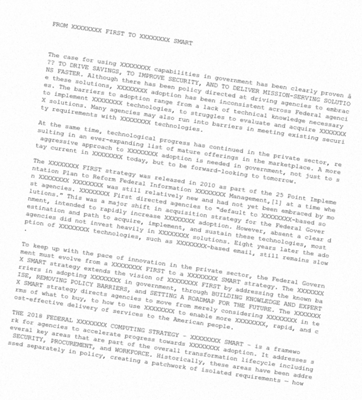 FROM XXXXXXXX FIRST TO XXXXXXXX SMART
The case for using XXXXXXXX capabilities in government has been clearly proven â
?? TO DRIVE SAVINGS, TO IMPROVE SECURITY, AND TO DELIVER MISSION-SERVING SOLUTIO
NS FASTER. Although there has been policy directed at driving agencies to embrac
e these solutions, XXXXXXXX adoption has been inconsistent across Federal agenci
es. The barriers to adoption range from a lack of technical knowledge necessary
to implement XXXXXXXX technologies, to struggles to evaluate and acquire XXXXXXX
X solutions. Many agencies may also run into barriers in meeting existing securi
ty requirements with XXXXXXXX technologies.
At the same time, technological progress has continued in the private sector, re
sulting in an ever-expanding list of mature offerings in the marketplace. A more
aggressive approach to XXXXXXXX adoption is needed in government, not just to s
tay current in XXXXXXXX today, but to be forward-looking to tomorrow.
The XXXXXXXX FIRST strategy was released in 2010 as part of the 25 Point Impleme
ntation Plan to Reform Federal Information XXXXXXXX Management,[1] at a time whe
n XXXXXXXX XXXXXXXX was still relatively new and had not yet been embraced by mo
st agencies. XXXXXXXX First directed agencies to "default to XXXXXXXX-based so
lutions." This was a major shift in acquisition strategy for the Federal Gover
nment, intended to rapidly increase XXXXXXXX adoption. However, absent a clear d
estination and path to acquire, implement, and sustain these technologies, most
agencies did not invest heavily in XXXXXXXX solutions. Eight years later the ado
ption of XXXXXXXX technologies, such as XXXXXXXX-based email, still remains slow
.
To keep up with the pace of innovation in the private sector, the Federal Govern
ment must evolve from a XXXXXXXX FIRST to a XXXXXXXX SMART strategy. The XXXXXXX
X SMART strategy extends the vision of XXXXXXXX FIRST by addressing the known ba
rriers in adopting XXXXXXXX in government, through BUILDING KNOWLEDGE AND EXPERT
ISE, REMOVING POLICY BARRIERS, AND SETTING A ROADMAP FOR THE FUTURE. The XXXXXXX
X SMART strategy directs agencies to move from merely considering XXXXXXXX in te
rms of what to buy, to how to use XXXXXXXX to enable more XXXXXXXX, rapid, and c
ost-effective delivery of services to the American people.
THE 2018 FEDERAL XXXXXXXX COMPUTING STRATEGY – XXXXXXXX SMART – is a framewo
rk for agencies to accelerate progress towards XXXXXXXX adoption. It addresses s
everal key areas that are part of the overall transformation lifecycle including
SECURITY, PROCUREMENT, and WORKFORCE. Historically, these areas have been addre
ssed separately in policy, creating a patchwork of isolated requirements — how